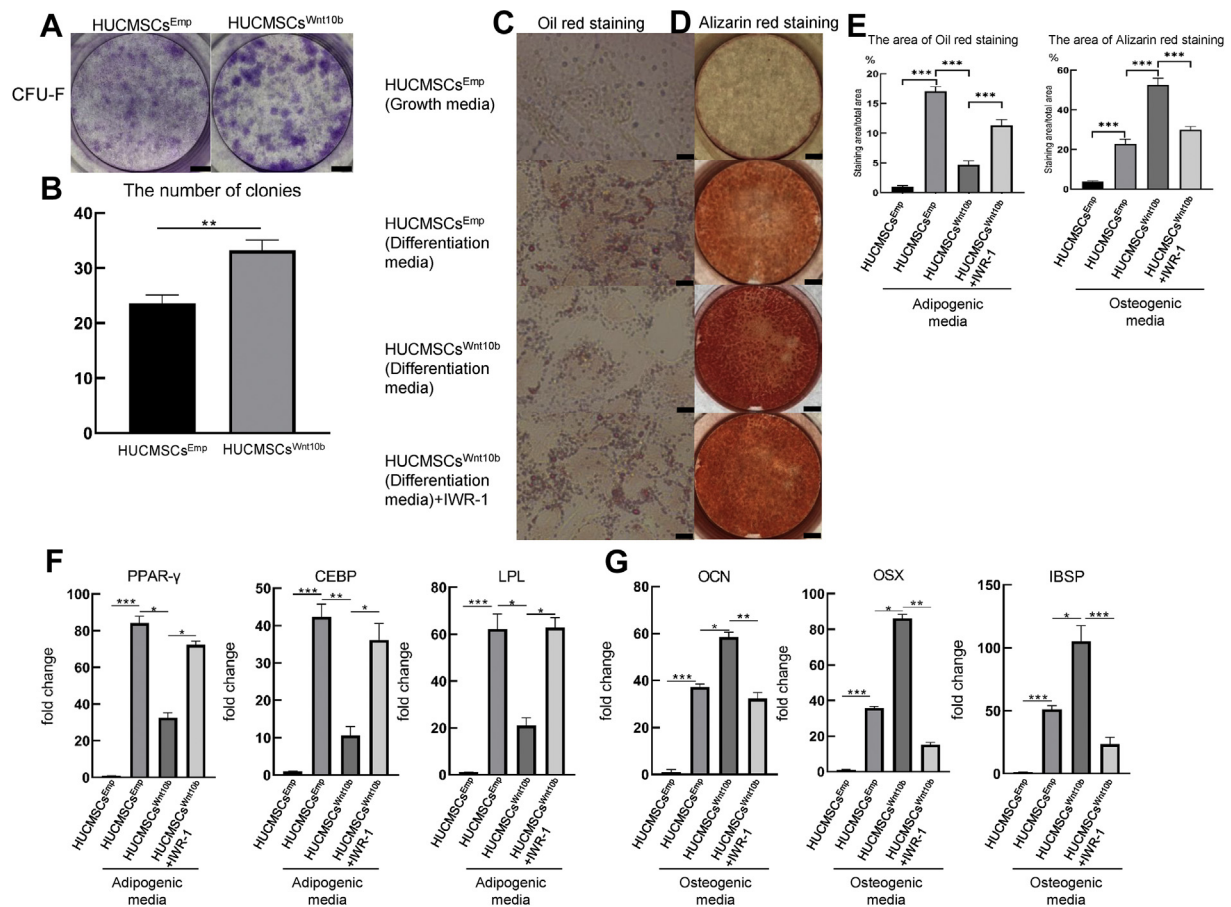 A
HUCMSCsEmp
HUCMSCsWnt10b
CFU-F
B
The number of clonies
**
40
30
20
10
0
HUCMSCsEmp
HUCMSCsWnt10b
C
Oil red staining
D
Alizarin red staining
HUCMSCsEmp
(Growth media)
HUCMSCsEmp
(Differentiation
media)
HUCMSCsWnt10b
(Differentiation
media)
HUCMSCsWnt10b
(Differentiation
media)+IWR-1
E
The area of Oil red staining
%
Staining area/total area
20
15
10
5
0
***
***
***
HUCMSCsEmp
HUCMSCsEmp
HUCMSCsWnt10b
HUCMSCsWnt10b
+IWR-1
Adipogenic
media
The area of Alizarin red staining
%
Staining area/total area
60
40
20
0
***
***
***
HUCMSCsEmp
HUCMSCsEmp
HUCMSCsWnt10b
HUCMSCsWnt10b
+IWR-1
Osteogenic
media
F
PPAR-γ
fold change
100
80
60
40
20
0
***
*
*
HUCMSCsEmp
HUCMSCsEmp
HUCMSCsWnt10b
HUCMSCsWnt10b
+IWR-1
Adipogenic
media
CEBP
fold change
50
40
30
20
10
0
***
**
*
HUCMSCsEmp
HUCMSCsEmp
HUCMSCsWnt10b
HUCMSCsWnt10b
+IWR-1
Adipogenic
media
LPL
fold change
80
60
40
20
0
***
*
*
HUCMSCsEmp
HUCMSCsEmp
HUCMSCsWnt10b
HUCMSCsWnt10b
+IWR-1
Adipogenic
media
G
OCN
fold change
80
60
40
20
0
***
*
**
HUCMSCsEmp
HUCMSCsEmp
HUCMSCsWnt10b
HUCMSCsWnt10b
+IWR-1
Osteogenic
media
OSX
fold change
100
80
60
40
20
0
***
*
**
HUCMSCsEmp
HUCMSCsEmp
HUCMSCsWnt10b
HUCMSCsWnt10b
+IWR-1
Osteogenic
media
IBSP
fold change
150
100
50
0
***
*
***
HUCMSCsEmp
HUCMSCsEmp
HUCMSCsWnt10b
HUCMSCsWnt10b
+IWR-1
Osteogenic
media